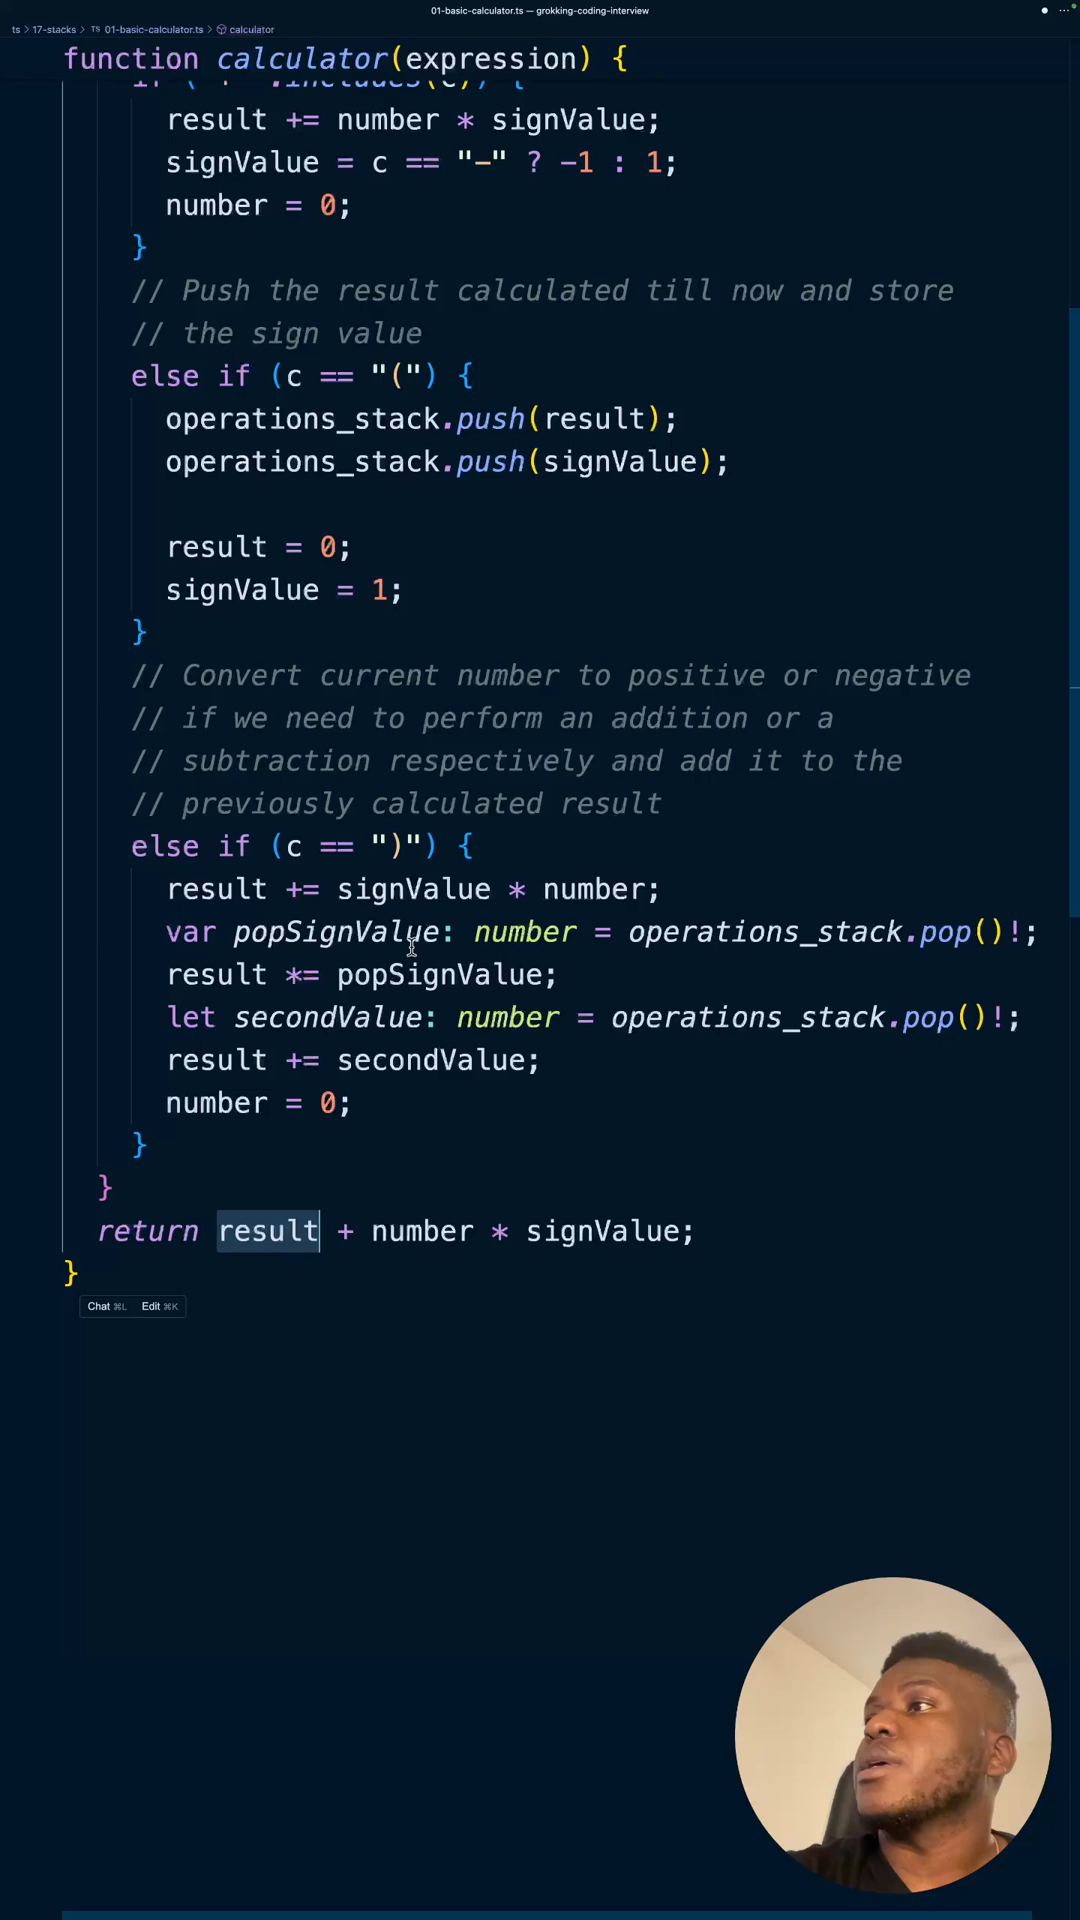 01-basic-calculator.ts — grokking-coding-interview
ts > 17-stacks > TS 01-basic-calculator.ts > calculator
function calculator(expression) {
result += number * signValue;
signValue = c == "-" ? -1 : 1;
number = 0;
}
// Push the result calculated till now and store
// the sign value
else if (c == "(") {
operations_stack.push(result);
operations_stack.push(signValue);
result = 0;
signValue = 1;
}
// Convert current number to positive or negative
// if we need to perform an addition or a
// subtraction respectively and add it to the
// previously calculated result
else if (c == ")") {
result += signValue * number;
var popSignValue: number = operations_stack.pop()!;
result *= popSignValue;
let secondValue: number = operations_stack.pop()!;
result += secondValue;
number = 0;
}
}
return result + number * signValue;
}
Chat ⌘L Edit ⌘K